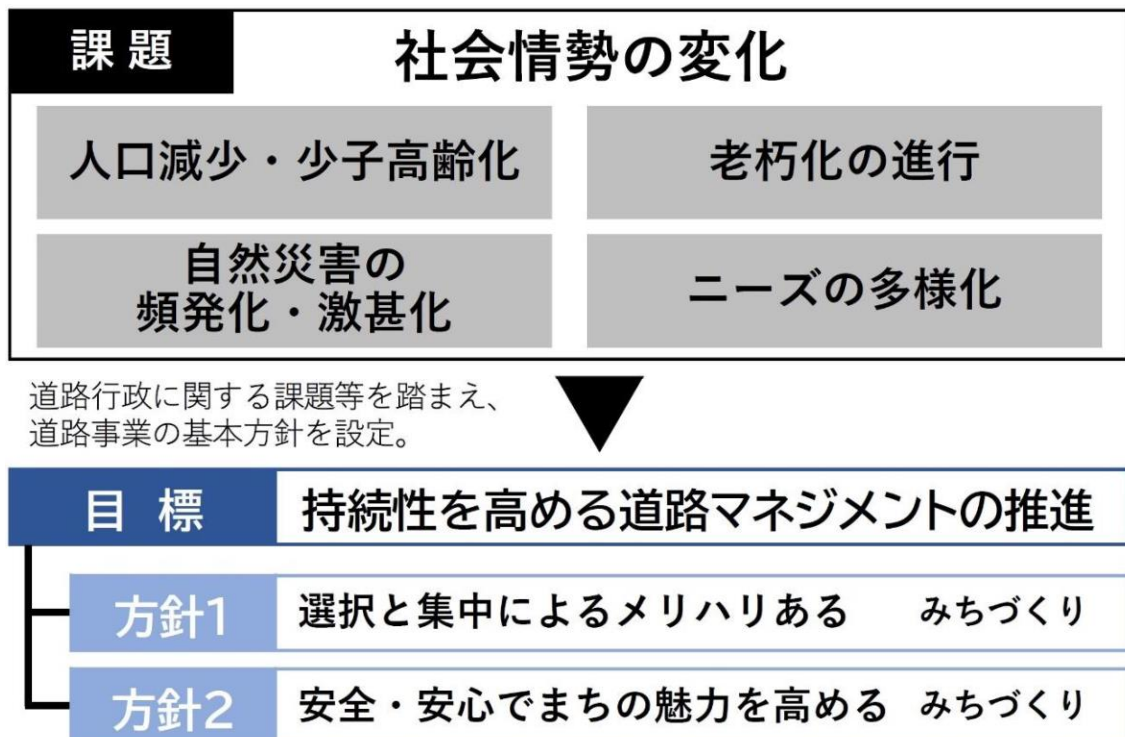 課題
社会情勢の変化
人口減少・少子高齢化
老朽化の進行
自然災害の
頻発化・激甚化
ニーズの多様化
道路行政に関する課題等を踏まえ、
道路事業の基本方針を設定。
目標
持続性を高める道路マネジメントの推進
方針1
選択と集中によるメリハリある みちづくり
方針2
安全・安心でまちの魅力を高める みちづくり